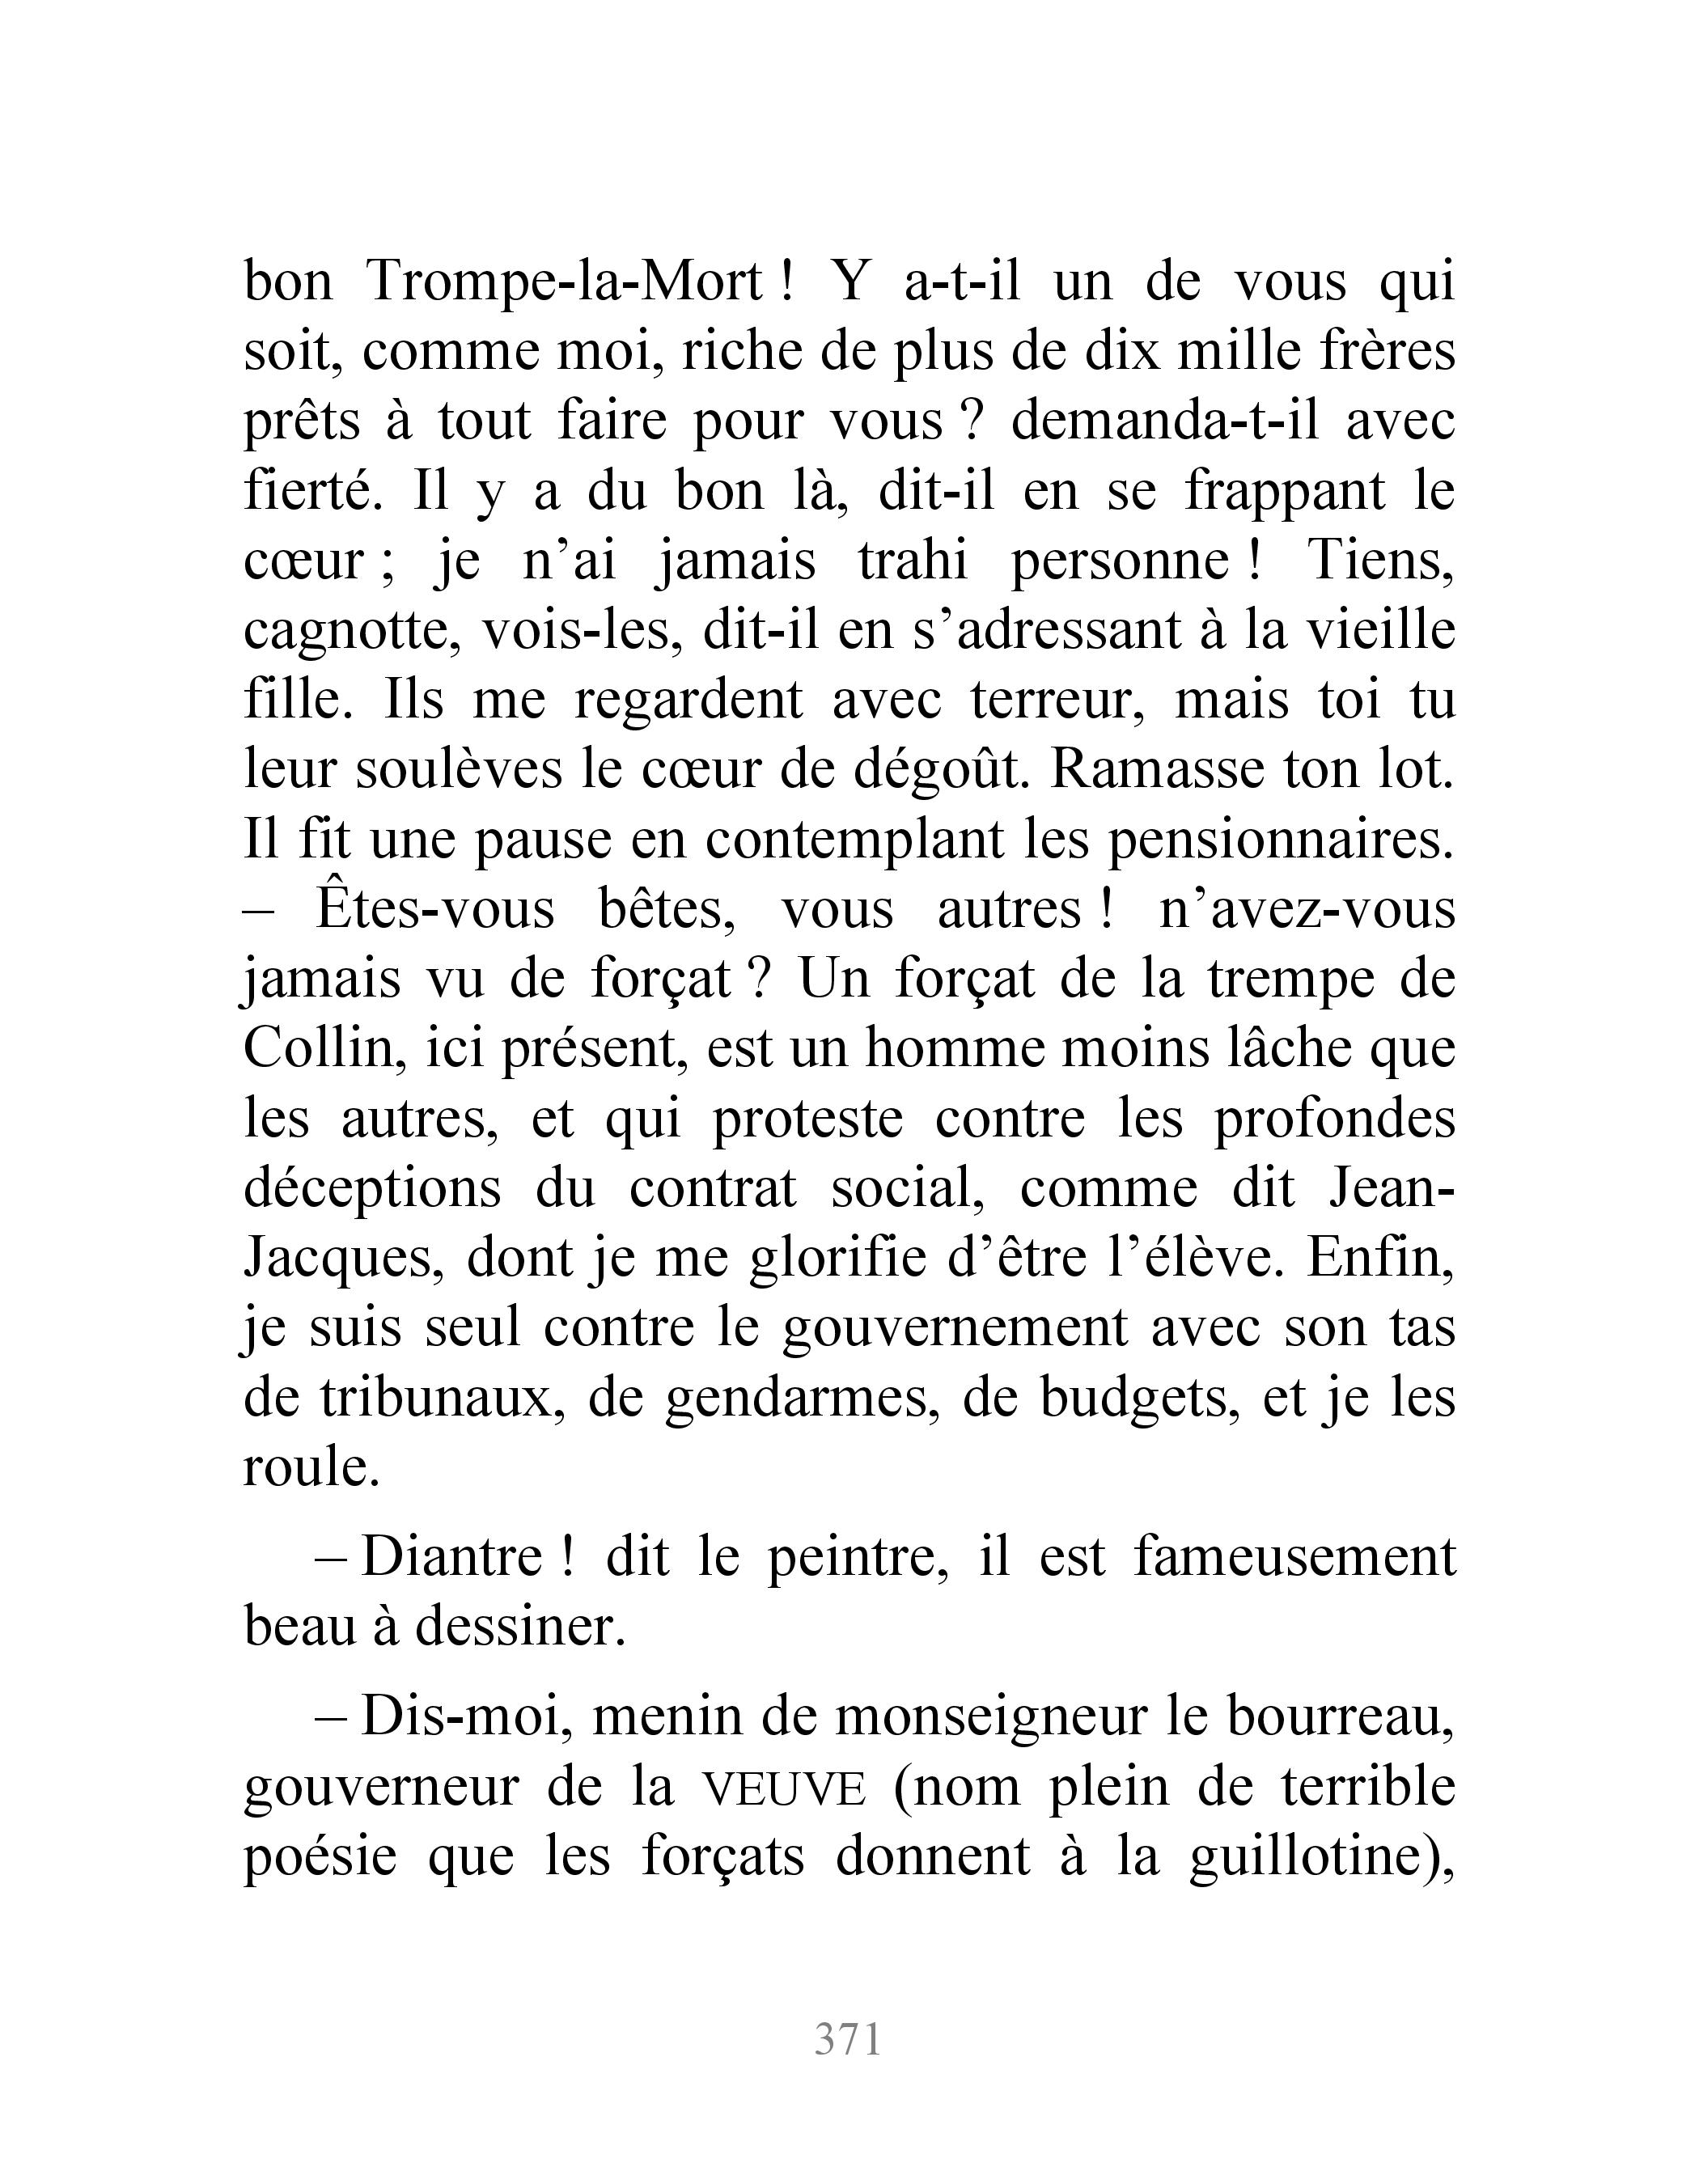 bon Trompe-la-Mort ! Y a-t-il un de vous qui
soit, comme moi, riche de plus de dix mille frères
prêts à tout faire pour vous ? demanda-t-il avec
fierté. Il y a du bon là, dit-il en se frappant le
cœur ; je n’ai jamais trahi personne ! Tiens,
cagnotte, vois-les, dit-il en s’adressant à la vieille
fille. Ils me regardent avec terreur, mais toi tu
leur soulèves le cœur de dégoût. Ramasse ton lot.
Il fit une pause en contemplant les pensionnaires.
– Êtes-vous bêtes, vous autres ! n’avez-vous
jamais vu de forçat ? Un forçat de la trempe de
Collin, ici présent, est un homme moins lâche que
les autres, et qui proteste contre les profondes
déceptions du contrat social, comme dit Jean-
Jacques, dont je me glorifie d’être l’élève. Enfin,
je suis seul contre le gouvernement avec son tas
de tribunaux, de gendarmes, de budgets, et je les
roule.
– Diantre ! dit le peintre, il est fameusement
beau à dessiner.
– Dis-moi, menin de monseigneur le bourreau,
gouverneur de la VEUVE (nom plein de terrible
poésie que les forçats donnent à la guillotine),
371